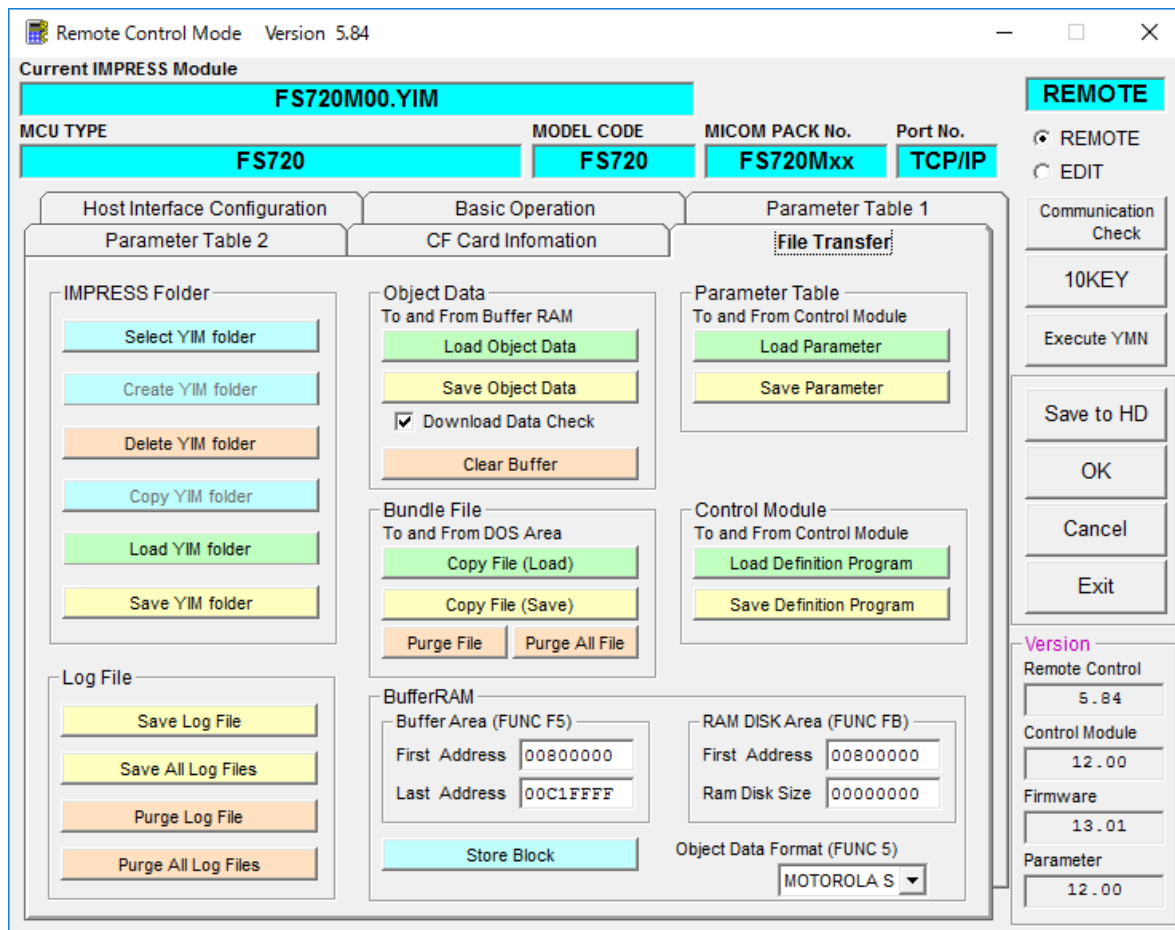 Remote Control Mode Version 5.84
Current IMPRESS Module
FS720M00.YIM
REMOTE
MCU TYPE
MODEL CODE
MICOM PACK No.
Port No.
FS720
FS720
FS720Mxx
TCP/IP
REMOTE
EDIT
Host Interface Configuration
Basic Operation
Parameter Table 1
Parameter Table 2
CF Card Infomation
File Transfer
Communication
Check
10KEY
Execute YMN
Save to HD
OK
Cancel
Exit
IMPRESS Folder
Select YIM folder
Create YIM folder
Delete YIM folder
Copy YIM folder
Load YIM folder
Save YIM folder
Object Data
To and From Buffer RAM
Load Object Data
Save Object Data
Download Data Check
Clear Buffer
Parameter Table
To and From Control Module
Load Parameter
Save Parameter
Bundle File
To and From DOS Area
Copy File (Load)
Copy File (Save)
Purge File
Purge All File
Control Module
To and From Control Module
Load Definition Program
Save Definition Program
Log File
Save Log File
Save All Log Files
Purge Log File
Purge All Log Files
BufferRAM
Buffer Area (FUNC F5)
First Address 00800000
Last Address 00C1FFFF
RAM DISK Area (FUNC FB)
First Address 00800000
Ram Disk Size 00000000
Store Block
Object Data Format (FUNC 5)
MOTOROLA S
Version
Remote Control
5.84
Control Module
12.00
Firmware
13.01
Parameter
12.00